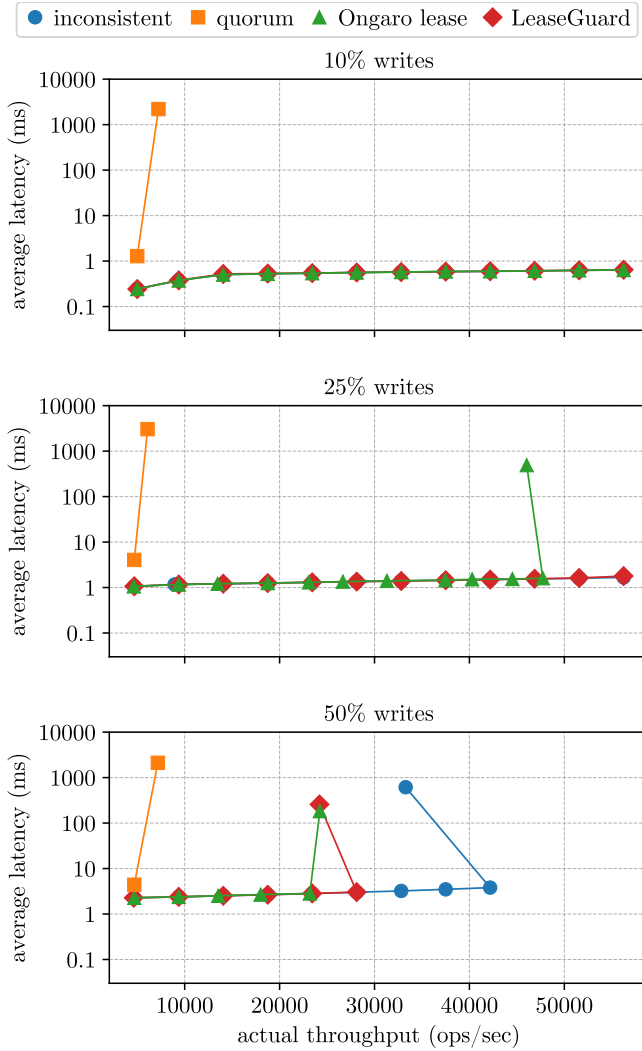 inconsistent quorum Ongaro lease LeaseGuard
10% writes
average latency (ms)
10000
1000
100
10
1
0.1
25% writes
average latency (ms)
10000
1000
100
10
1
0.1
50% writes
average latency (ms)
10000
1000
100
10
1
0.1
10000 20000 30000 40000 50000
actual throughput (ops/sec)